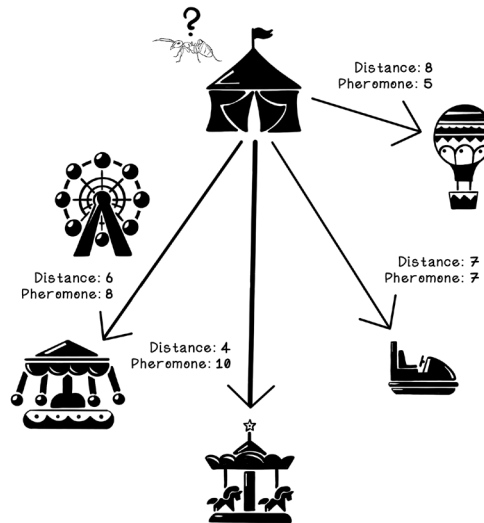 ?
Distance: 8
Pheromone: 5
Distance: 7
Pheromone: 7
Distance: 6
Pheromone: 8
Distance: 4
Pheromone: 10